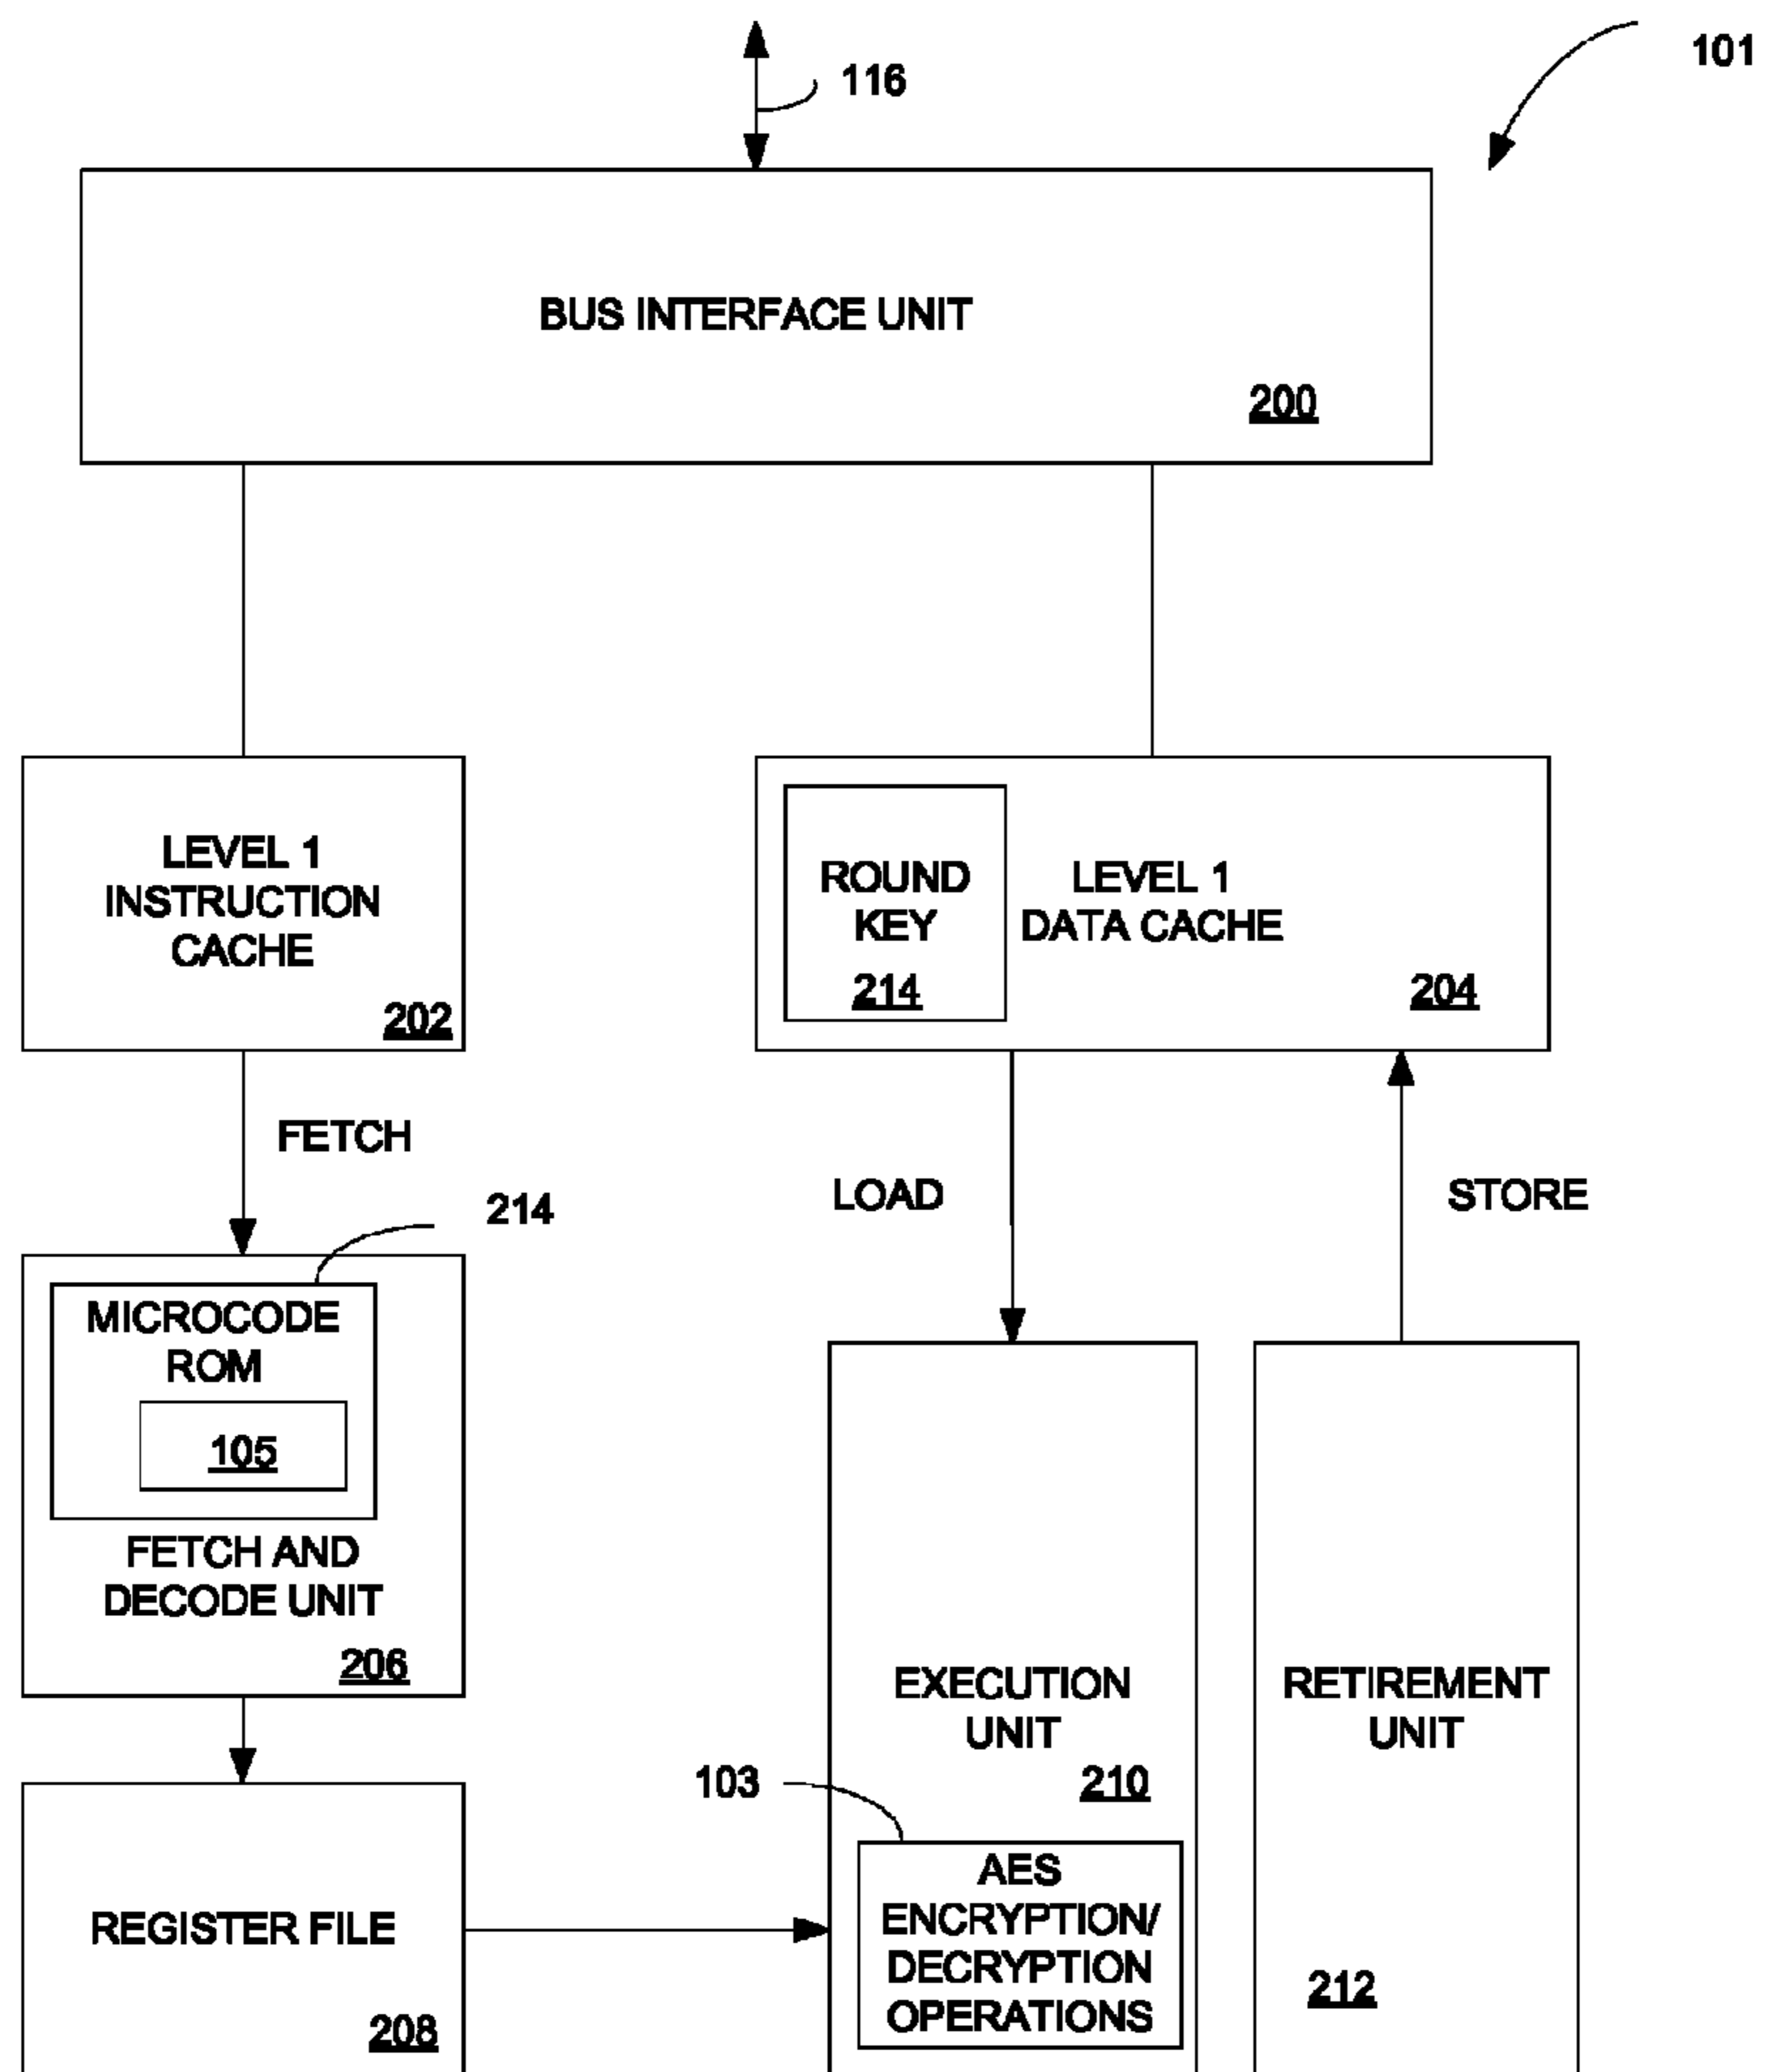 116
101
BUS INTERFACE UNIT
200
LEVEL 1
INSTRUCTION
CACHE
202
ROUND
KEY
214
LEVEL 1
DATA CACHE
204
FETCH
214
LOAD
STORE
MICROCODE
ROM
105
FETCH AND
DECODE UNIT
206
EXECUTION
UNIT
210
RETIREMENT
UNIT
212
103
AES
ENCRYPTION/
DECRYPTION
OPERATIONS
REGISTER FILE
208